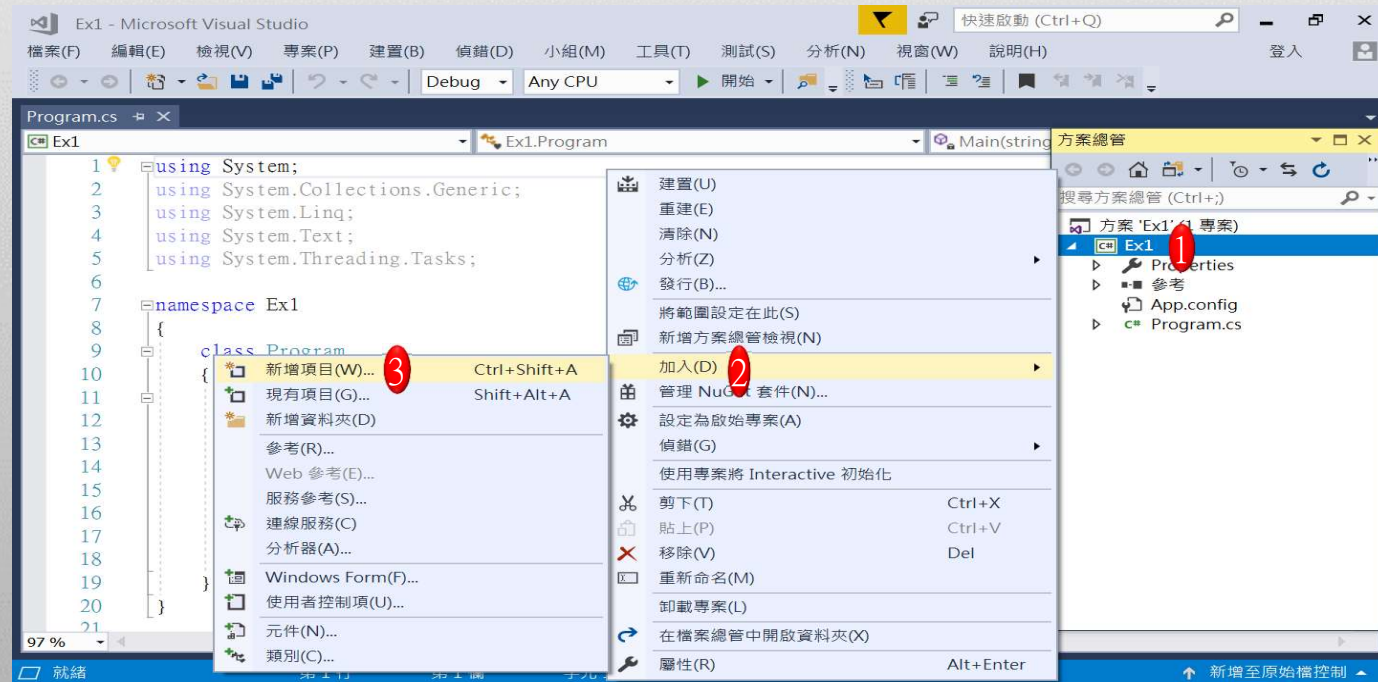 Ex1 - Microsoft Visual Studio
快速啟動 (Ctrl+Q)
檔案(F) 編輯(E) 檢視(V) 專案(P) 建置(B) 偵錯(D) 小組(M) 工具(T) 測試(S) 分析(N) 視窗(W) 說明(H) 登入
Debug Any CPU 開始
Program.cs
C# Ex1 Ex1.Program Main(string
1 using System;
2 using System.Collections.Generic;
3 using System.Linq;
4 using System.Text;
5 using System.Threading.Tasks;
6
7 namespace Ex1
8 {
9 class Program
10 {
11
12
13
14
15
16
17
18
19 }
20 }
21
97 %
就緒
新增項目(W)... Ctrl+Shift+A
3
現有項目(G)... Shift+Alt+A
新增資料夾(D)
參考(R)...
Web 參考(E)...
服務參考(S)...
連線服務(C)
分析器(A)...
Windows Form(F)...
使用者控制項(U)...
元件(N)...
類別(C)...
建置(U)
重建(E)
清除(N)
分析(Z)
發行(B)...
將範圍設定在此(S)
新增方案總管檢視(N)
加入(D)
2
管理 NuGet 套件(N)...
設定為啟始專案(A)
偵錯(G)
使用專案將 Interactive 初始化
剪下(T) Ctrl+X
貼上(P) Ctrl+V
移除(V) Del
重新命名(M)
卸載專案(L)
在檔案總管中開啟資料夾(X)
屬性(R) Alt+Enter
方案總管
搜尋方案總管 (Ctrl+;)
方案 'Ex1' (1 專案)
C# Ex1
1
Properties
參考
App.config
C# Program.cs
新增至原始檔控制